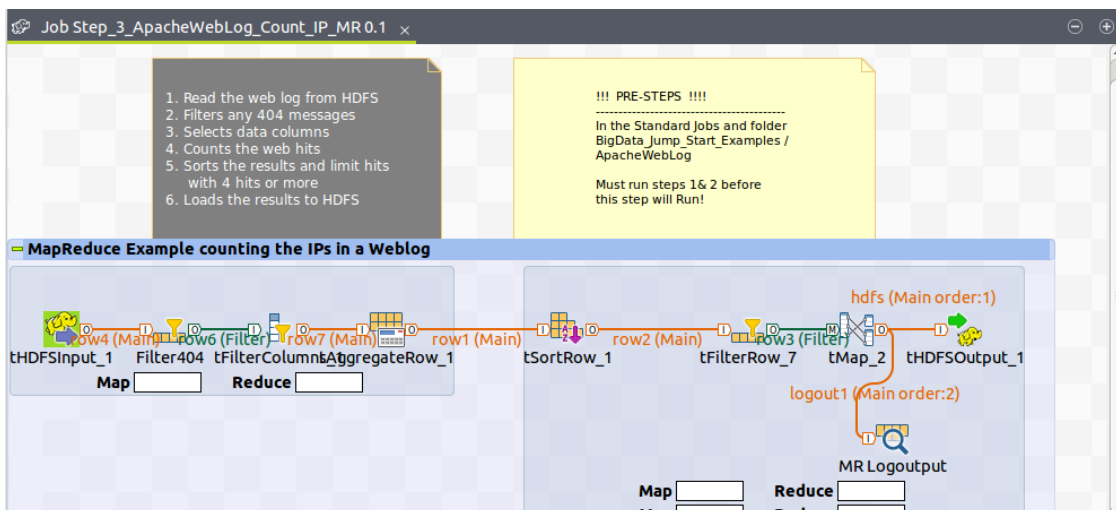 Job Step_3_ApacheWebLog_Count_IP_MR 0.1
1. Read the web log from HDFS
2. Filters any 404 messages
3. Selects data columns
4. Counts the web hits
5. Sorts the results and limit hits
with 4 hits or more
6. Loads the results to HDFS
!!! PRE-STEPS !!!!
------------------------------------------
In the Standard Jobs and folder
BigData_Jump_Start_Examples /
ApacheWebLog
Must run steps 1& 2 before
this step will Run!
MapReduce Example counting the IPs in a Weblog
hdfs (Main order:1)
row4 (Main) row6 (Filter) row7 (Main) row1 (Main) row2 (Main) row3 (Filter)
tHDFSInput_1 Filter404 tFilterColumns tAggregateRow_1 tSortRow_1 tFilterRow_7 tMap_2 tHDFSOutput_1
Map Reduce
logout1 (Main order:2)
MR Logoutput
Map Reduce